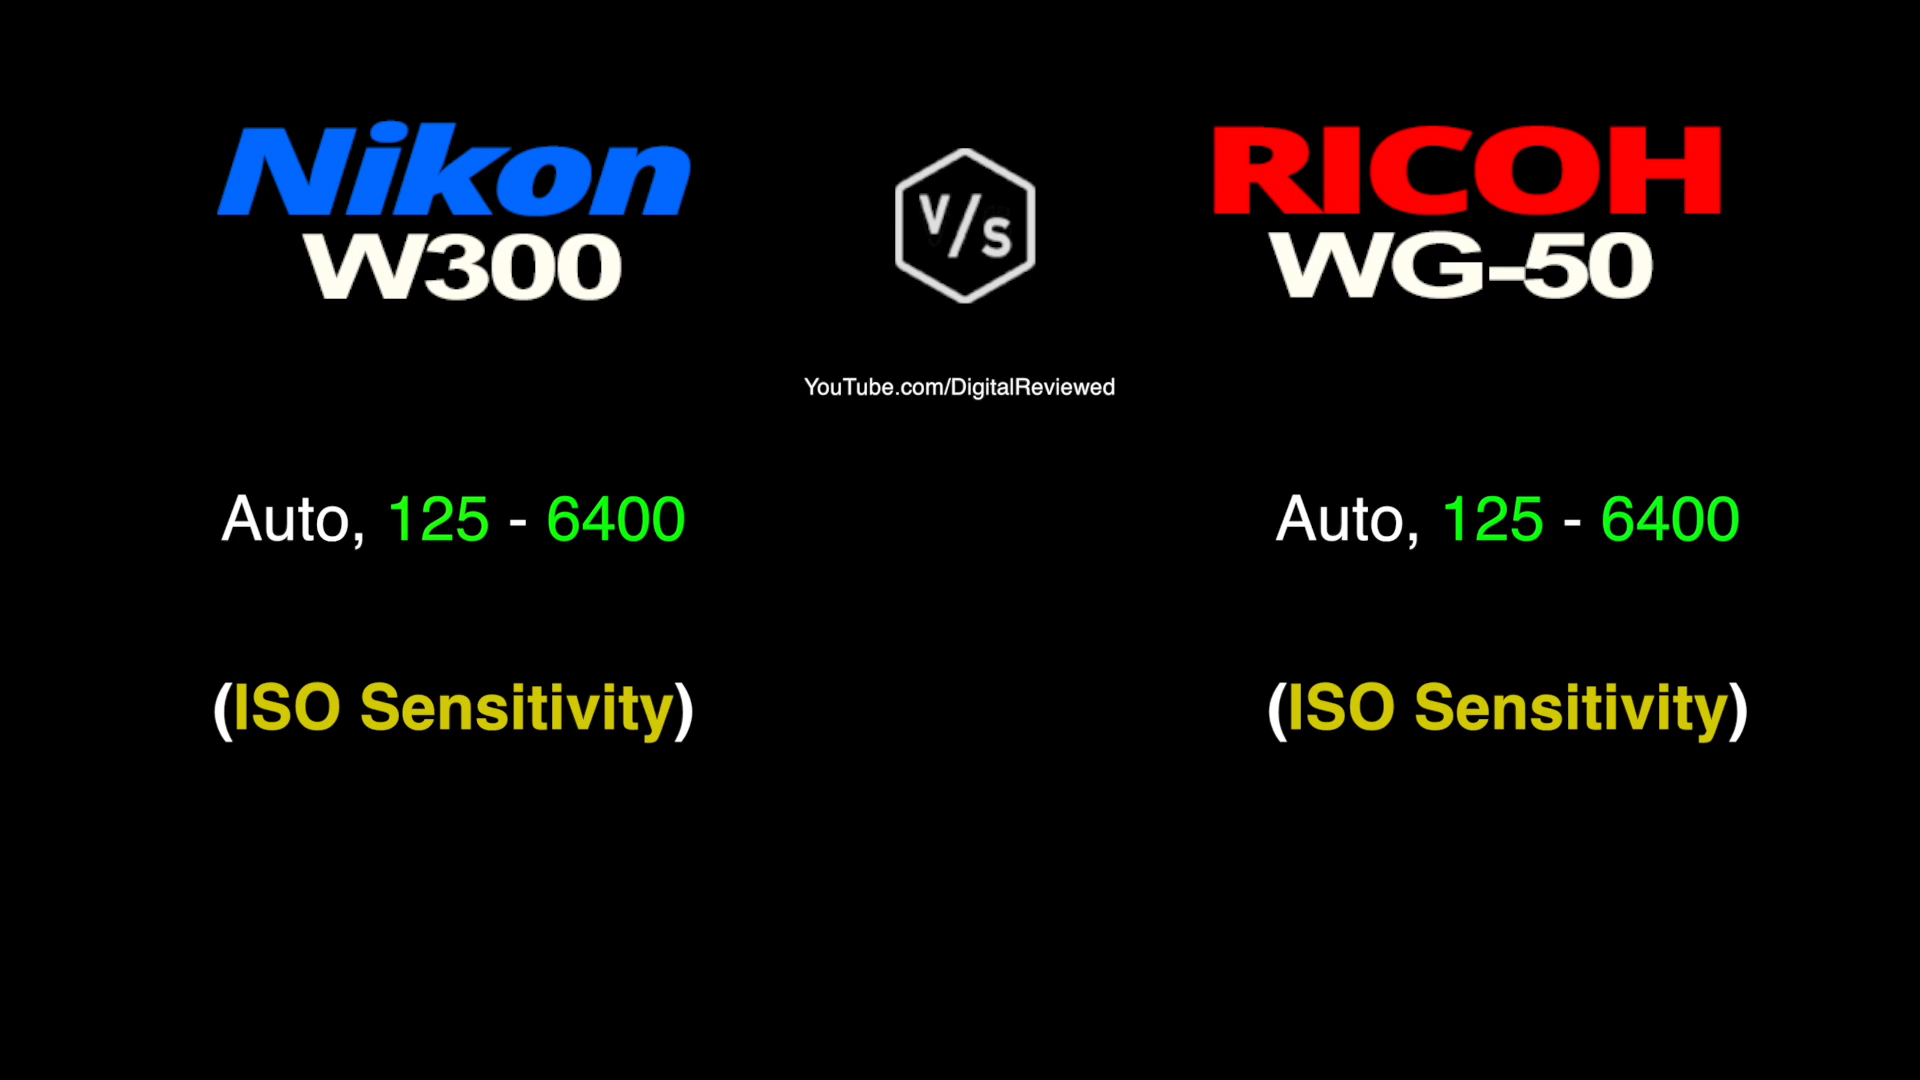 Nikon
W300
V/S
RICOH
WG-50
YouTube.com/DigitalReviewed
Auto, 125 - 6400
Auto, 125 - 6400
(ISO Sensitivity)
(ISO Sensitivity)